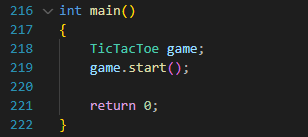 216 int main()
217 {
218     TicTacToe game;
219     game.start();
220
221     return 0;
222 }